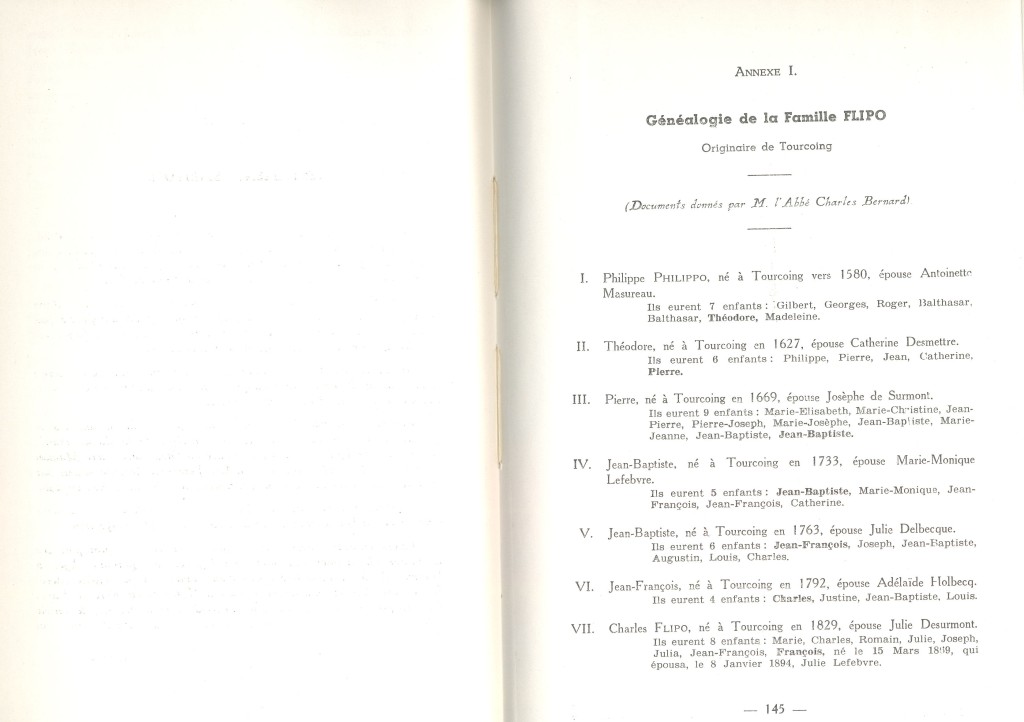 ANNEXE I.
Généalogie de la Famille FLIPO
Originaire de Tourcoing
(Documents donnés par M. l'Abbé Charles Bernard)
I. Philippe PHILIPPO, né à Tourcoing vers 1580, épouse Antoinette
Masureau.
Ils eurent 7 enfants : Gilbert, Georges, Roger, Balthasar,
Balthasar, Théodore, Madeleine.
II. Théodore, né à Tourcoing en 1627, épouse Catherine Desmettre.
Ils eurent 6 enfants : Philippe, Pierre, Jean, Catherine,
Pierre.
III. Pierre, né à Tourcoing en 1669, épouse Josèphe de Surmont.
Ils eurent 9 enfants : Marie-Elisabeth, Marie-Christine, Jean-
Pierre, Pierre-Joseph, Marie-Josèphe, Jean-Baptiste, Marie-
Jeanne, Jean-Baptiste, Jean-Baptiste.
IV. Jean-Baptiste, né à Tourcoing en 1733, épouse Marie-Monique
Lefebvre.
Ils eurent 5 enfants : Jean-Baptiste, Marie-Monique, Jean-
François, Jean-François, Catherine.
V. Jean-Baptiste, né à Tourcoing en 1763, épouse Julie Delbecque.
Ils eurent 6 enfants : Jean-François, Joseph, Jean-Baptiste,
Augustin, Louis, Charles.
VI. Jean-François, né à Tourcoing en 1792, épouse Adélaïde Holbecq.
Ils eurent 4 enfants : Charles, Justine, Jean-Baptiste, Louis.
VII. Charles FLIPO, né à Tourcoing en 1829, épouse Julie Desurmont.
Ils eurent 8 enfants : Marie, Charles, Romain, Julie, Joseph,
Julia, Jean-François, François, né le 15 Mars qui
épousa, le 8 Janvier 1894, Julie Lefebvre.
— 145 —